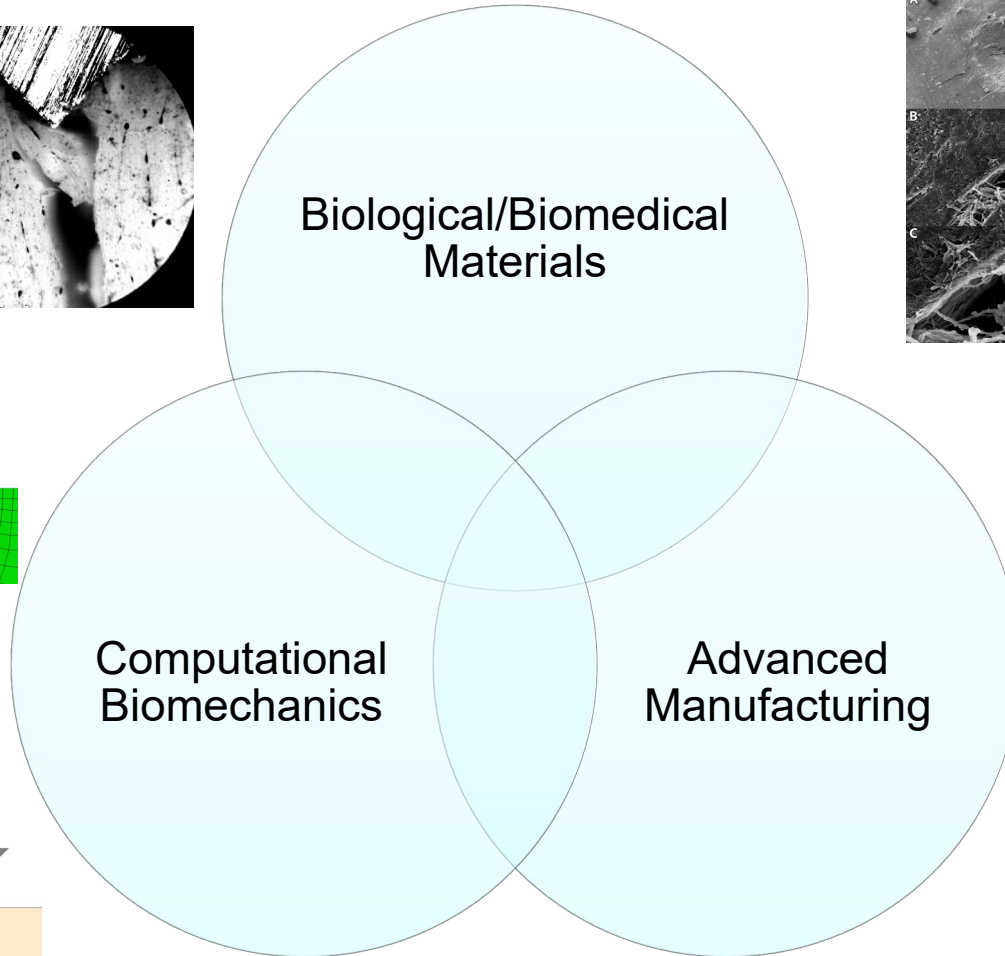 A
Biological/Biomedical
Materials
B
C
Computational
Biomechanics
Advanced
Manufacturing